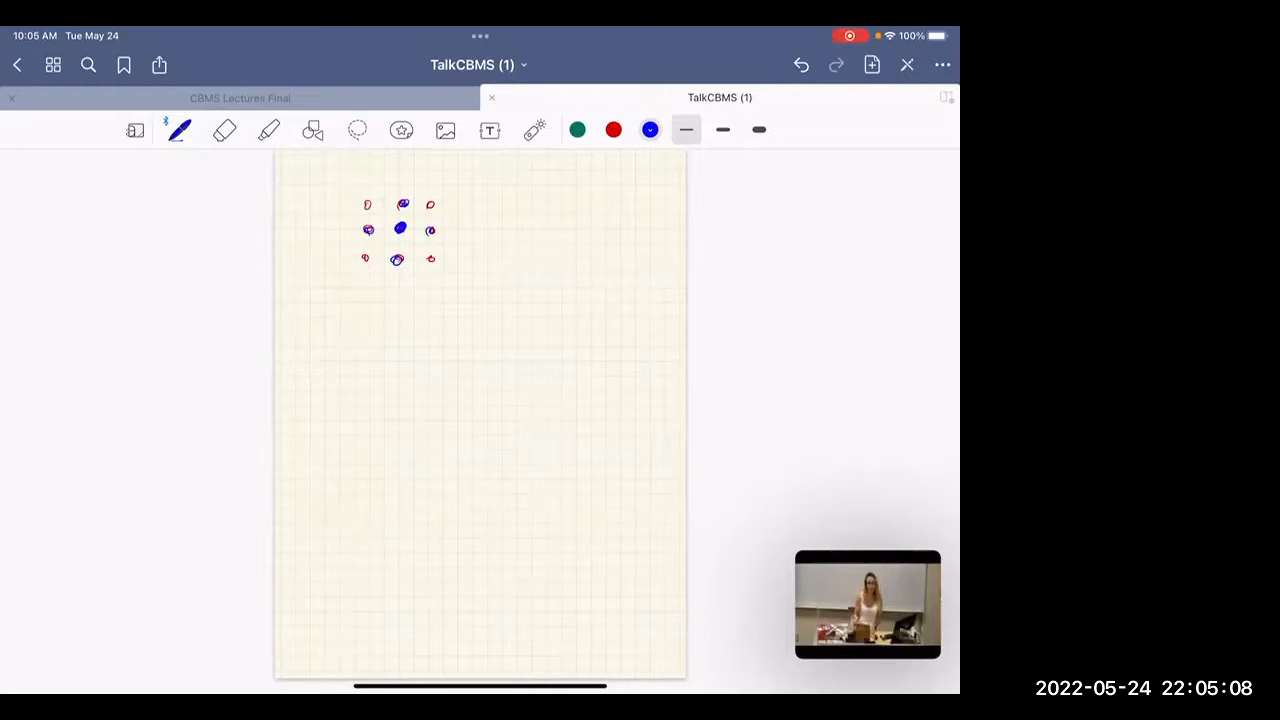 10:05 AM Tue May 24
100%
TalkCBMS (1)
CBMS Lectures Final
TalkCBMS (1)
T
2022-05-24 22:05:08